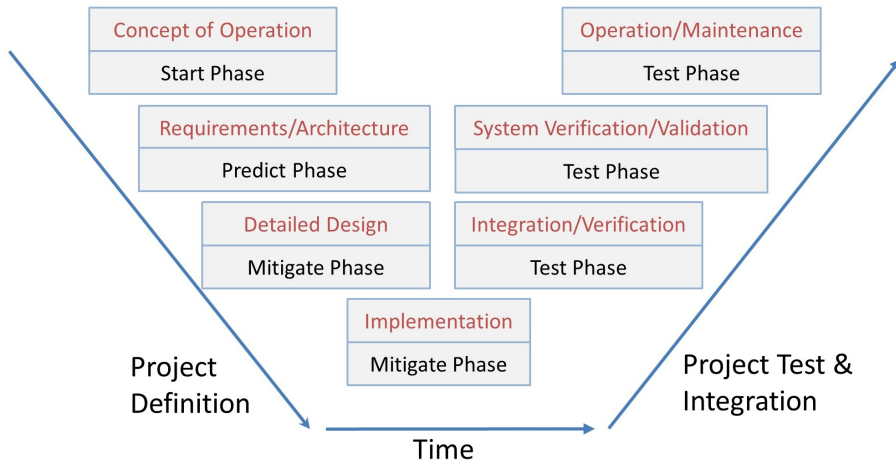 Concept of Operation
Start Phase
Operation/Maintenance
Test Phase
Requirements/Architecture
Predict Phase
System Verification/Validation
Test Phase
Detailed Design
Mitigate Phase
Integration/Verification
Test Phase
Implementation
Mitigate Phase
Project
Definition
Project Test &
Integration
Time